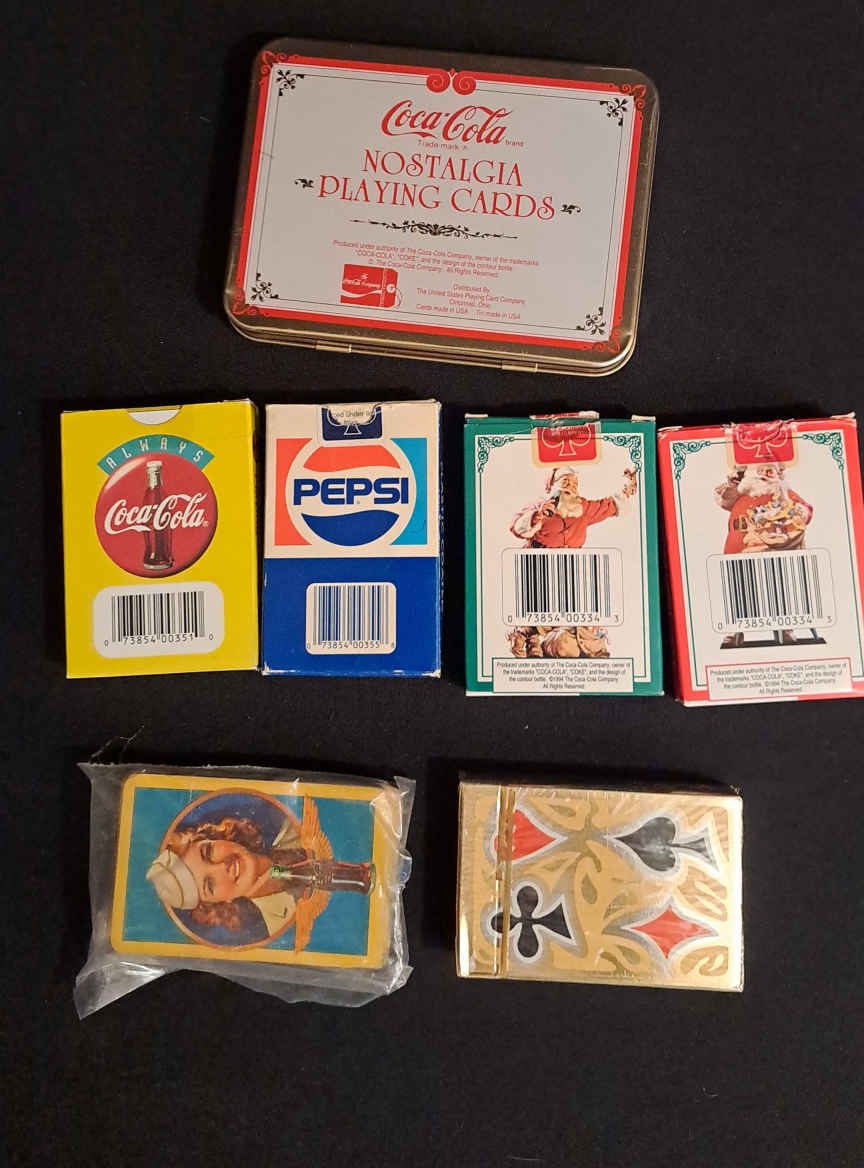 Coca-Cola brand
Trade-mark ®
NOSTALGIA
PLAYING CARDS
Produced under authority of The Coca-Cola Company, owner of the trademarks
"COCA-COLA", "COKE", and the design of the contour bottle.
© The Coca-Cola Company. All Rights Reserved.
The
Coca-Cola Company
Distributed By
The United States Playing Card Company
Cincinnati, Ohio
Cards made in USA Tin made in USA
ALWAYS
Coca-Cola®
0 73854 00351 0
PEPSI
0 73854 00355 8
0 73854 00334 3
Produced under authority of The Coca-Cola Company, owner of
the trademarks "COCA-COLA", "COKE", and the design of
the contour bottle. ©1994 The Coca-Cola Company
All Rights Reserved
0 73854 00334 3
Produced under authority of The Coca-Cola Company, owner of
the trademarks "COCA-COLA", "COKE", and the design of
the contour bottle. ©1994 The Coca-Cola Company
All Rights Reserved